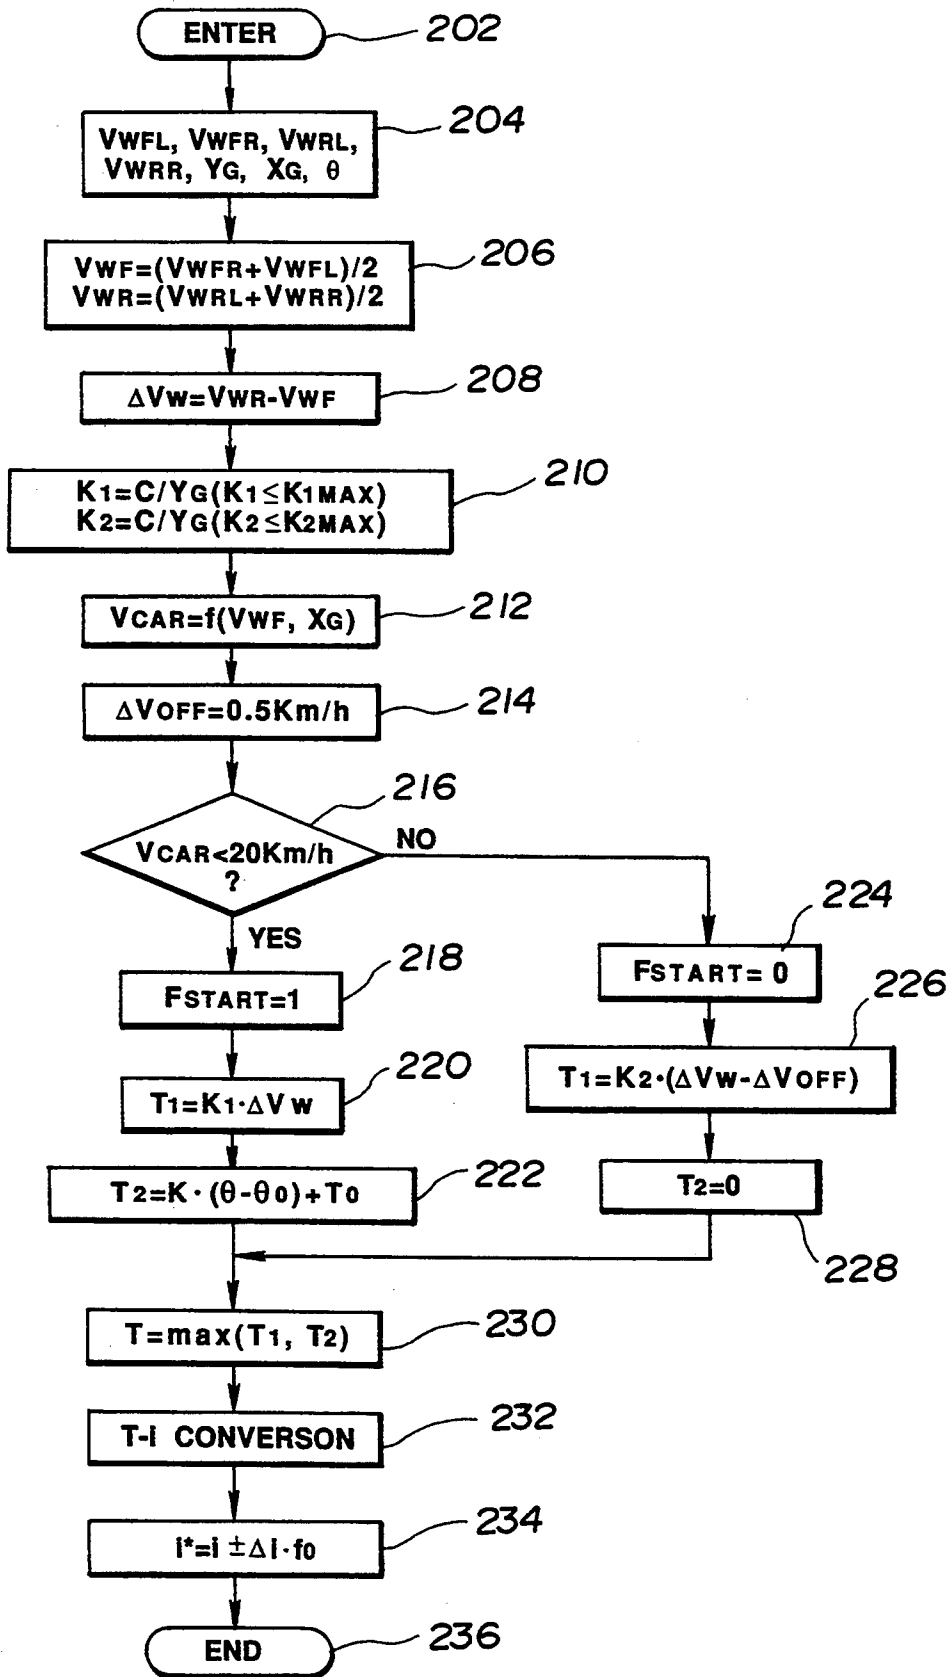 ENTER
202
204
VWFL, VWFR, VWRL,
VWRR, YG, XG, θ
206
VWF=(VWFR+VWFL)/2
VWR=(VWRL+VWRR)/2
208
ΔVW=VWR-VWF
210
K1=C/YG(K1≤K1MAX)
K2=C/YG(K2≤K2MAX)
212
VCAR=f(VWF, XG)
214
ΔVOFF=0.5Km/h
216
VCAR<20Km/h
?
NO
YES
218
FSTART=1
220
T1=K1·ΔVW
222
T2=K·(θ-θ0)+T0
224
FSTART=0
226
T1=K2·(ΔVW-ΔVOFF)
T2=0
228
230
T=max(T1, T2)
232
T-i CONVERSON
234
i*=i ±Δi·f0
END
236